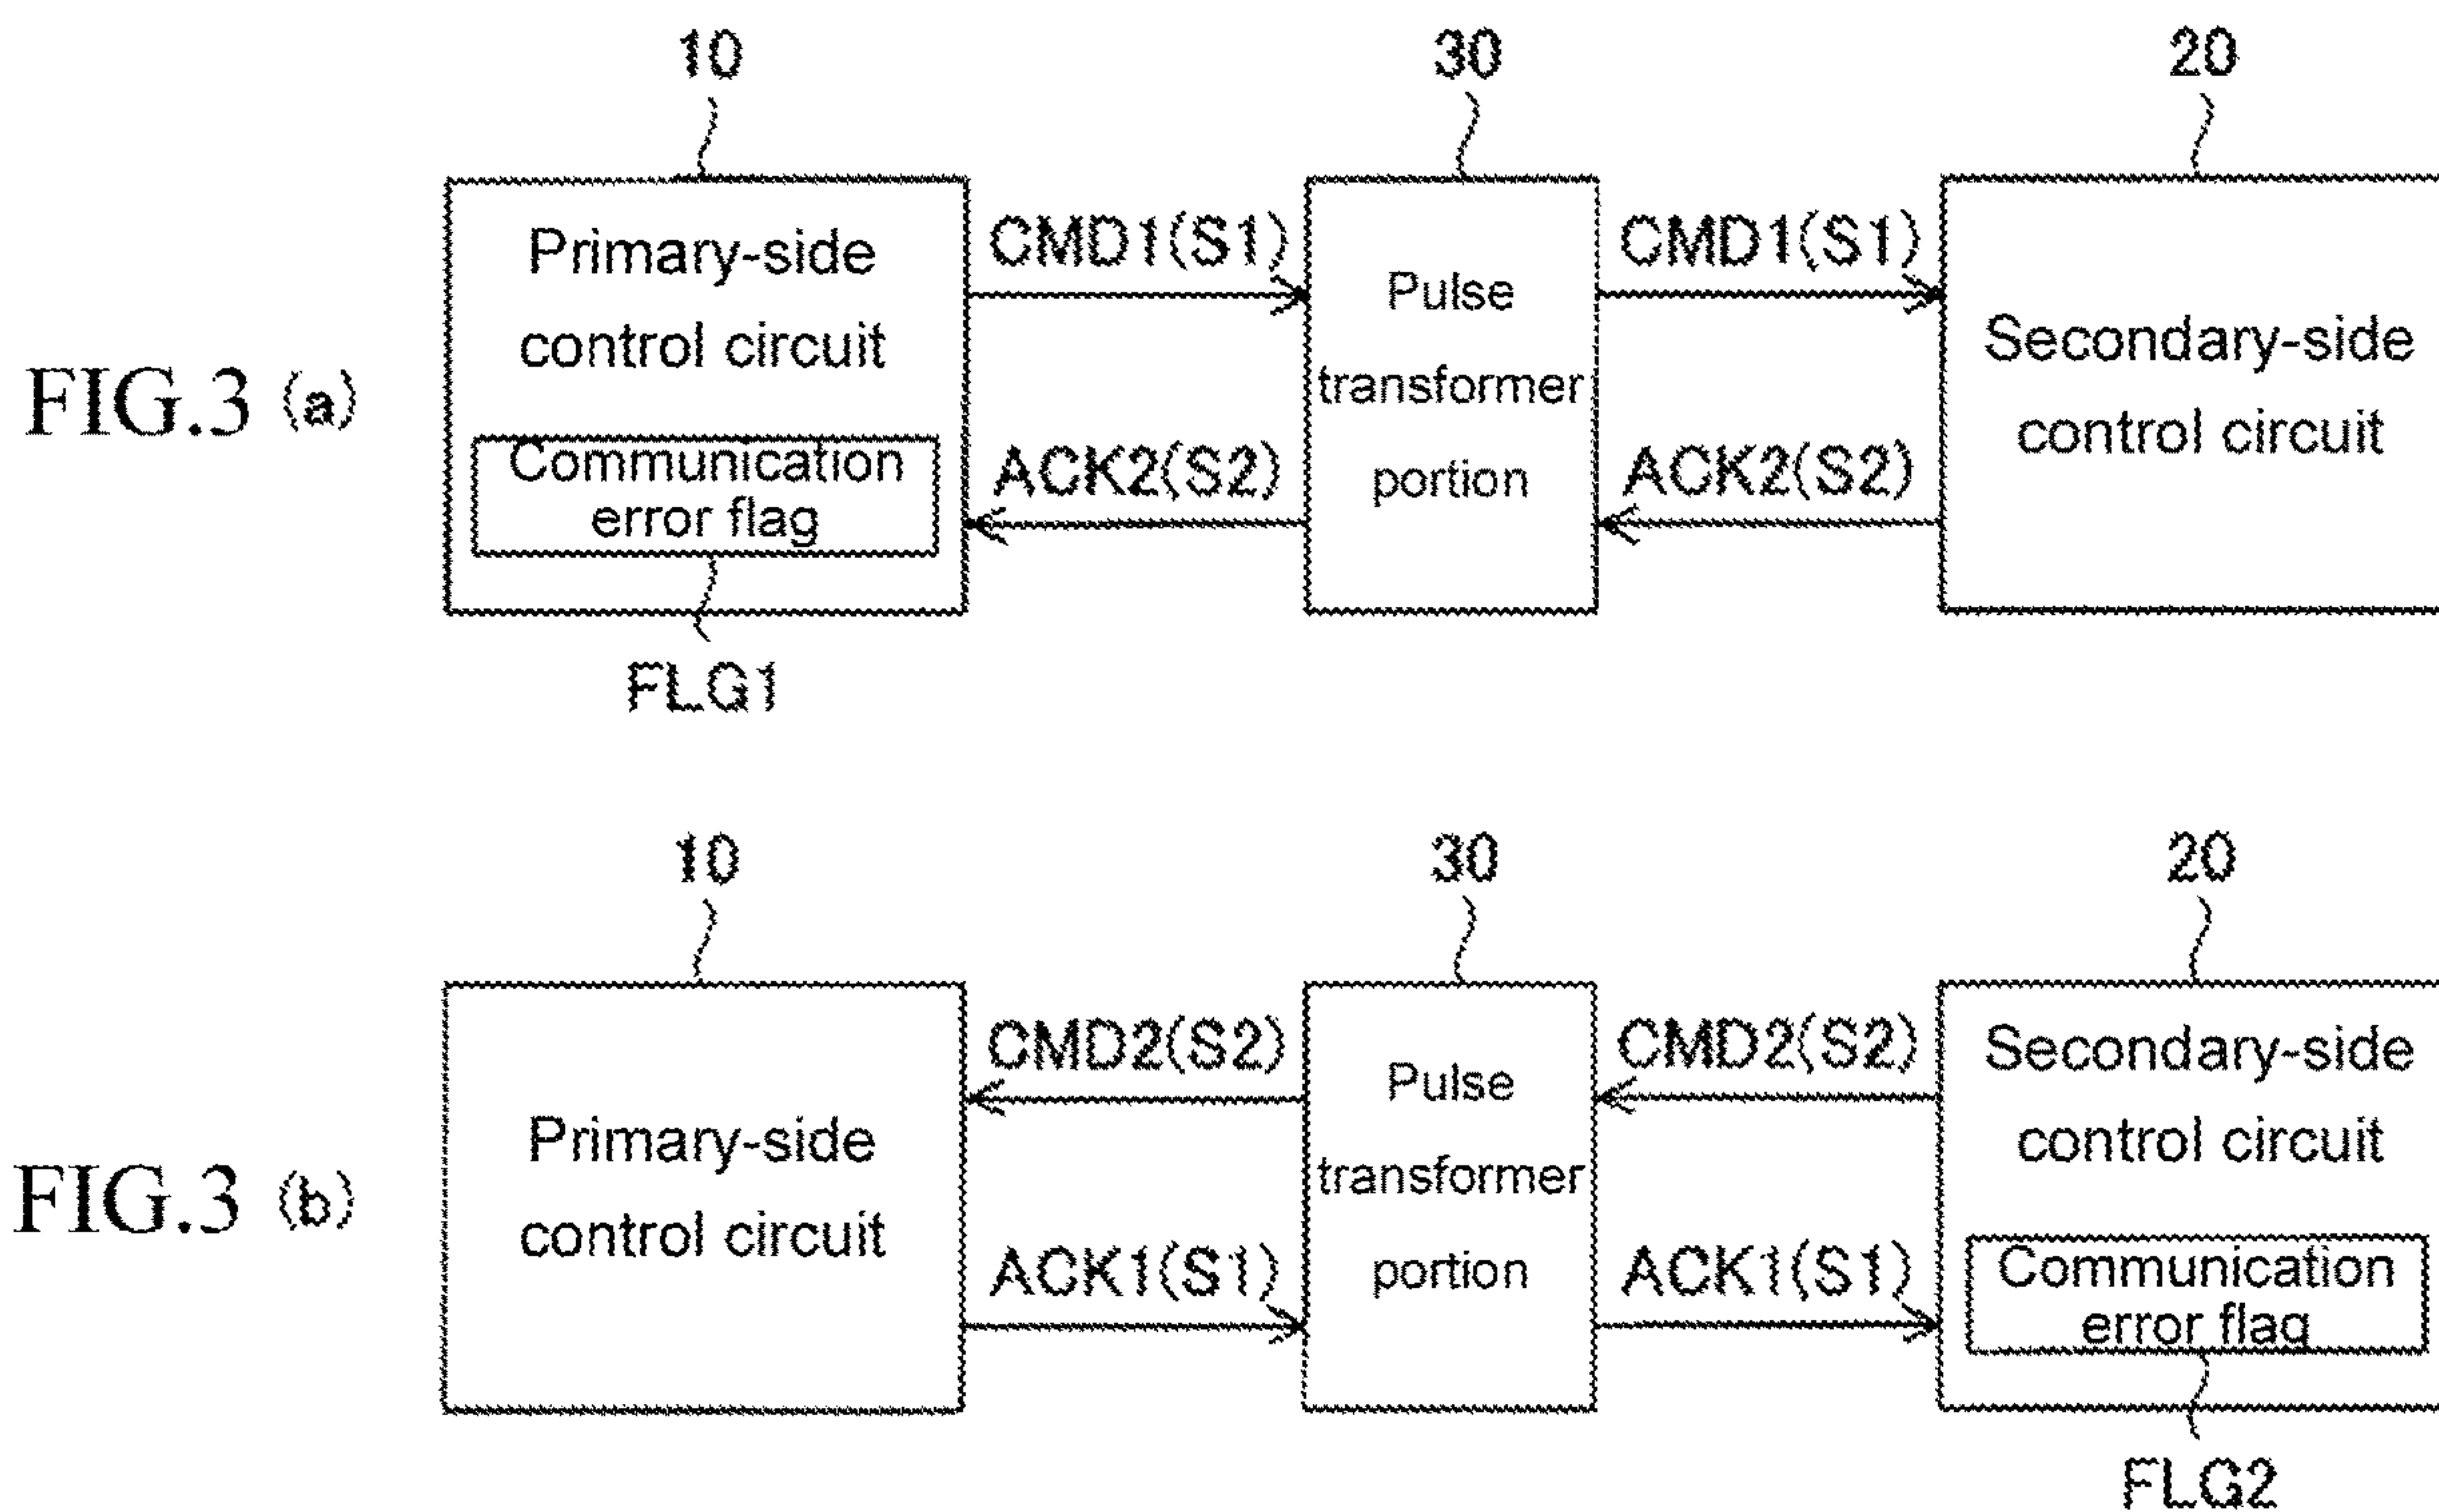 10 30 20
Primary-side
control circuit
Communication
error flag
FLG1
CMD1(S1)
ACK2(S2)
Pulse
transformer
portion
CMD1(S1)
ACK2(S2)
Secondary-side
control circuit
FIG.3 (a)
10 30 20
Primary-side
control circuit
CMD2(S2)
ACK1(S1)
Pulse
transformer
portion
CMD2(S2)
ACK1(S1)
Secondary-side
control circuit
Communication
error flag
FLG2
FIG.3 (b)